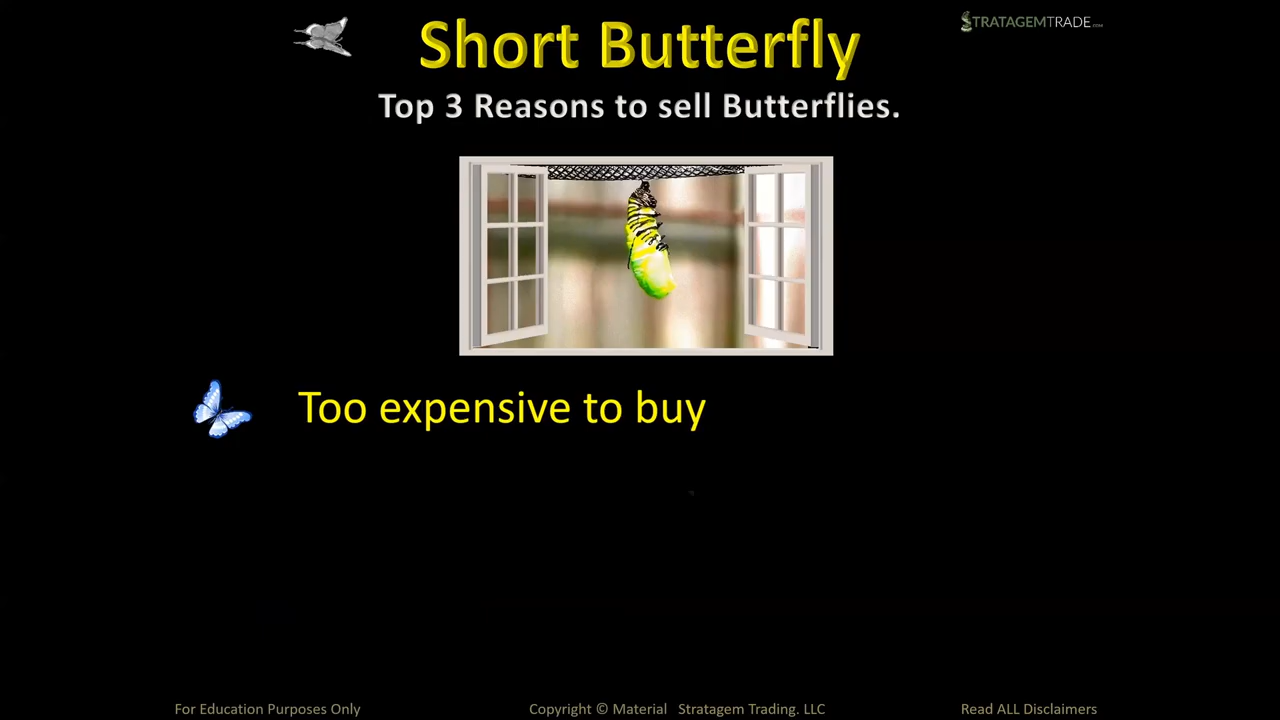 Short Butterfly
STRATAGEMTRADE.COM
Top 3 Reasons to sell Butterflies.
Too expensive to buy
For Education Purposes Only
Copyright © Material Stratagem Trading. LLC
Read ALL Disclaimers